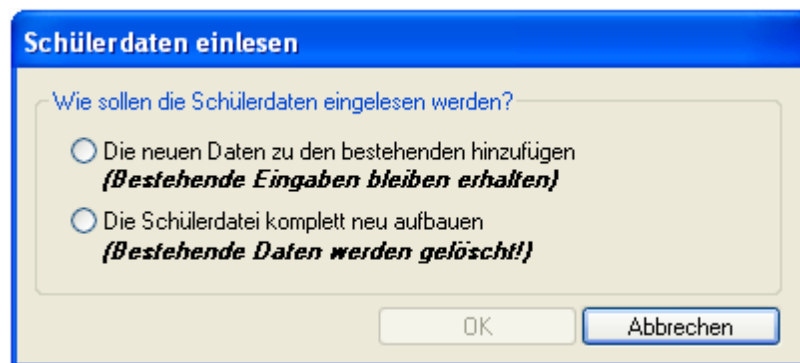 Schülerdaten einlesen
Wie sollen die Schülerdaten eingelesen werden?
Die neuen Daten zu den bestehenden hinzufügen
(Bestehende Eingaben bleiben erhalten)
Die Schülerdatei komplett neu aufbauen
(Bestehende Daten werden gelöscht!)
OK
Abbrechen